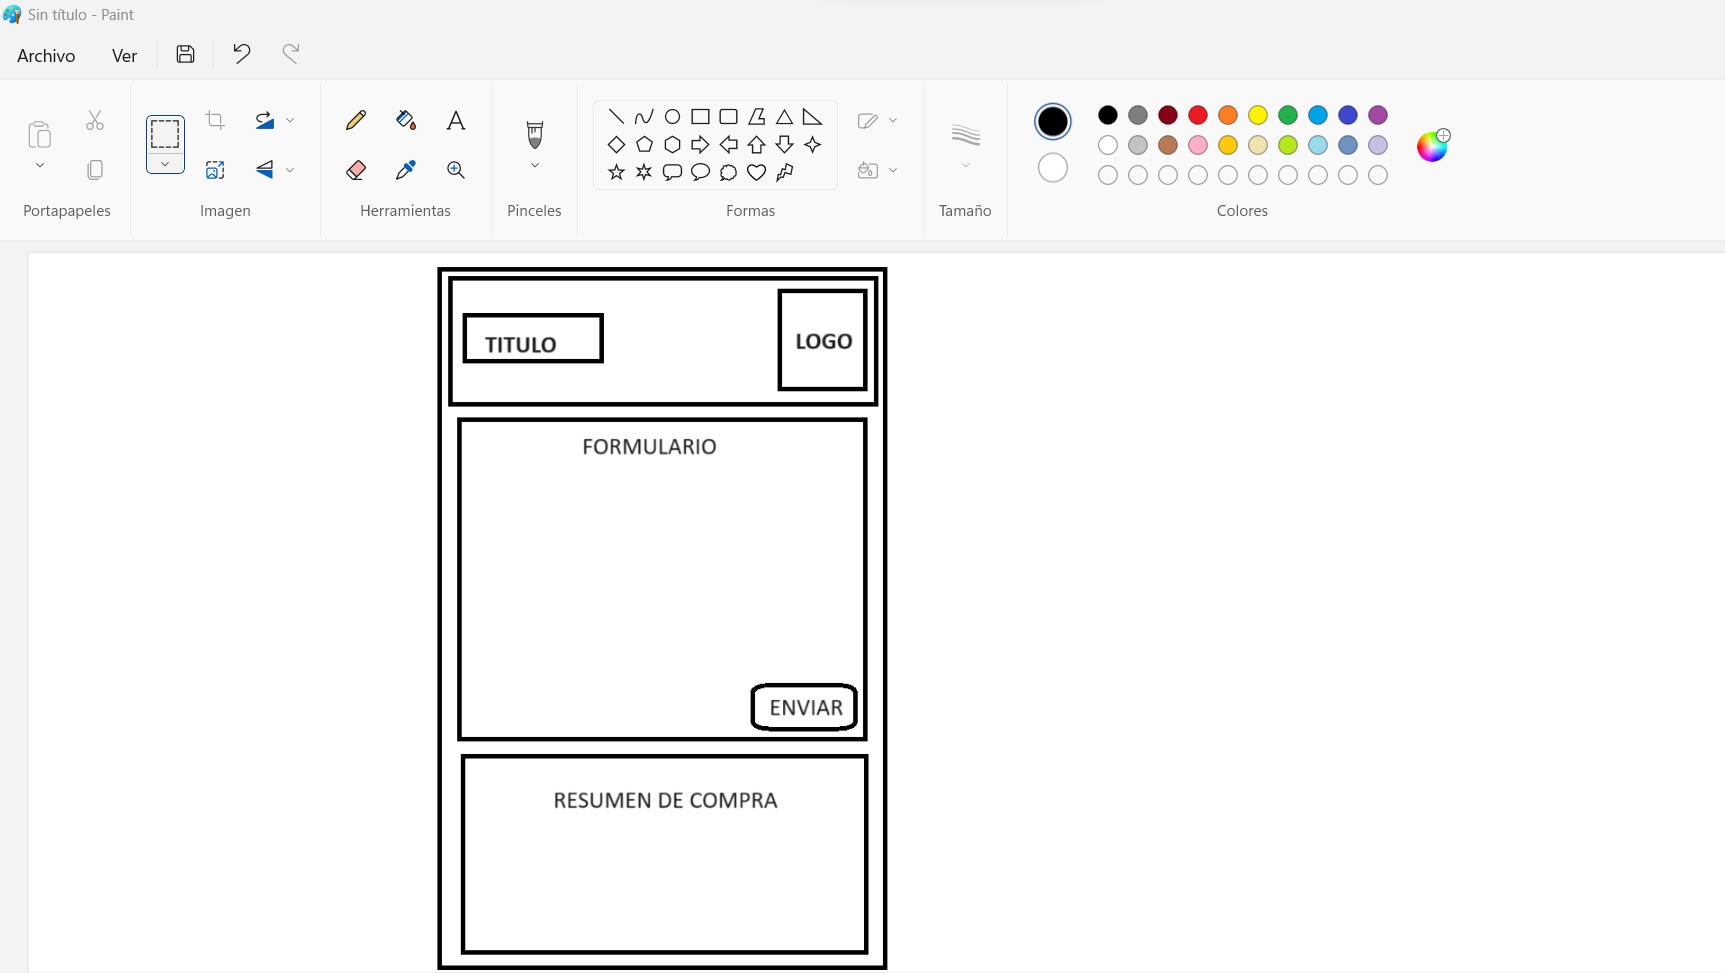 Sin título - Paint
Archivo Ver
Portapapeles Imagen Herramientas Pinceles Formas Tamaño Colores
TITULO
LOGO
FORMULARIO
ENVIAR
RESUMEN DE COMPRA